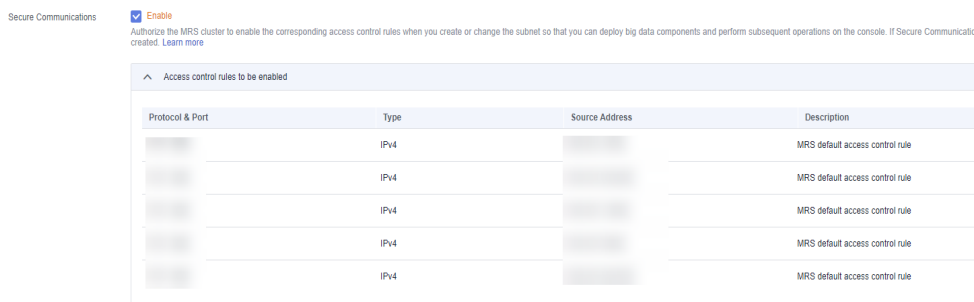 Secure Communications
Enable
Authorize the MRS cluster to enable the corresponding access control rules when you create or change the subnet so that you can deploy big data components and perform subsequent operations on the console. If Secure
created. Learn more
Access control rules to be enabled
Protocol & Port Type Source Address Description
IPv4 MRS default access control rule
IPv4 MRS default access control rule
IPv4 MRS default access control rule
IPv4 MRS default access control rule
IPv4 MRS default access control rule